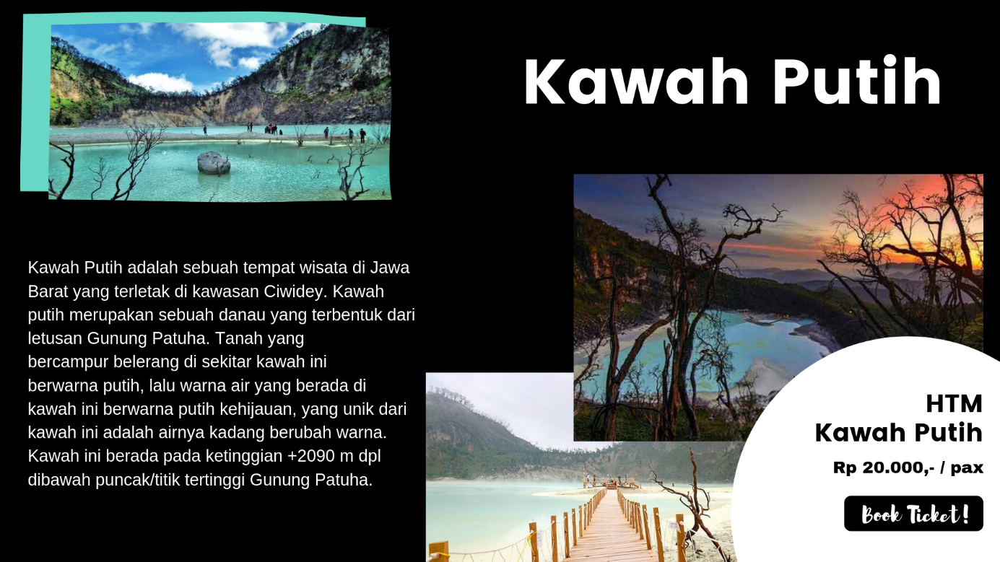 Kawah Putih
Kawah Putih adalah sebuah tempat wisata di Jawa
Barat yang terletak di kawasan Ciwidey. Kawah
putih merupakan sebuah danau yang terbentuk dari
letusan Gunung Patuha. Tanah yang
bercampur belerang di sekitar kawah ini
berwarna putih, lalu warna air yang berada di
kawah ini berwarna putih kehijauan, yang unik dari
kawah ini adalah airnya kadang berubah warna.
Kawah ini berada pada ketinggian +2090 m dpl
dibawah puncak/titik tertinggi Gunung Patuha.
HTM
Kawah Putih
Rp 20.000,- / pax
Book Ticket!